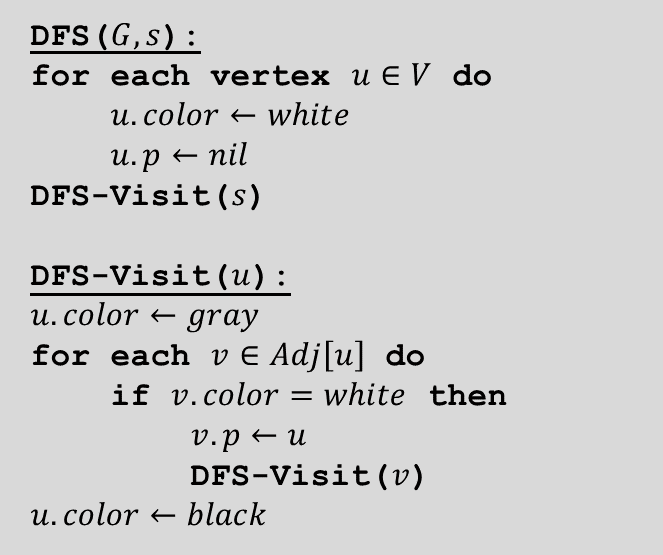 DFS(G,s):
for each vertex u ∈ V do
u.color ← white
u.p ← nil
DFS-Visit(s)
DFS-Visit(u):
u.color ← gray
for each v ∈ Adj[u] do
if v.color = white then
v.p ← u
DFS-Visit(v)
u.color ← black